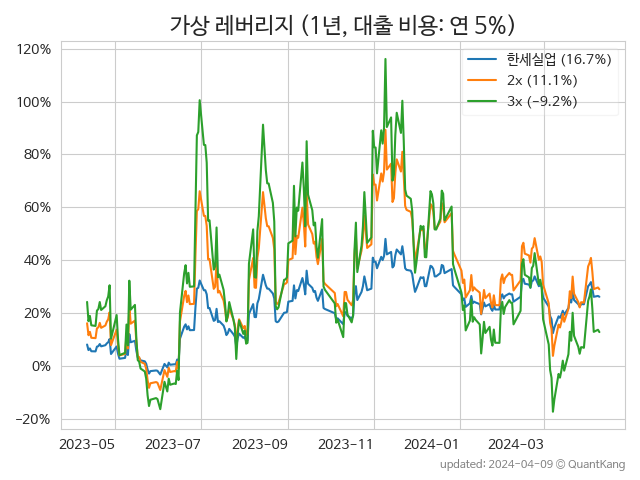 가상 레버리지 (1년, 대출 비용: 연 5%)
120%
100%
80%
60%
40%
20%
0%
−20%
한세실업 (16.7%)
2x (11.1%)
3x (−9.2%)
2023-05 2023-07 2023-09 2023-11 2024-01 2024-03
updated: 2024-04-09 © QuantKang